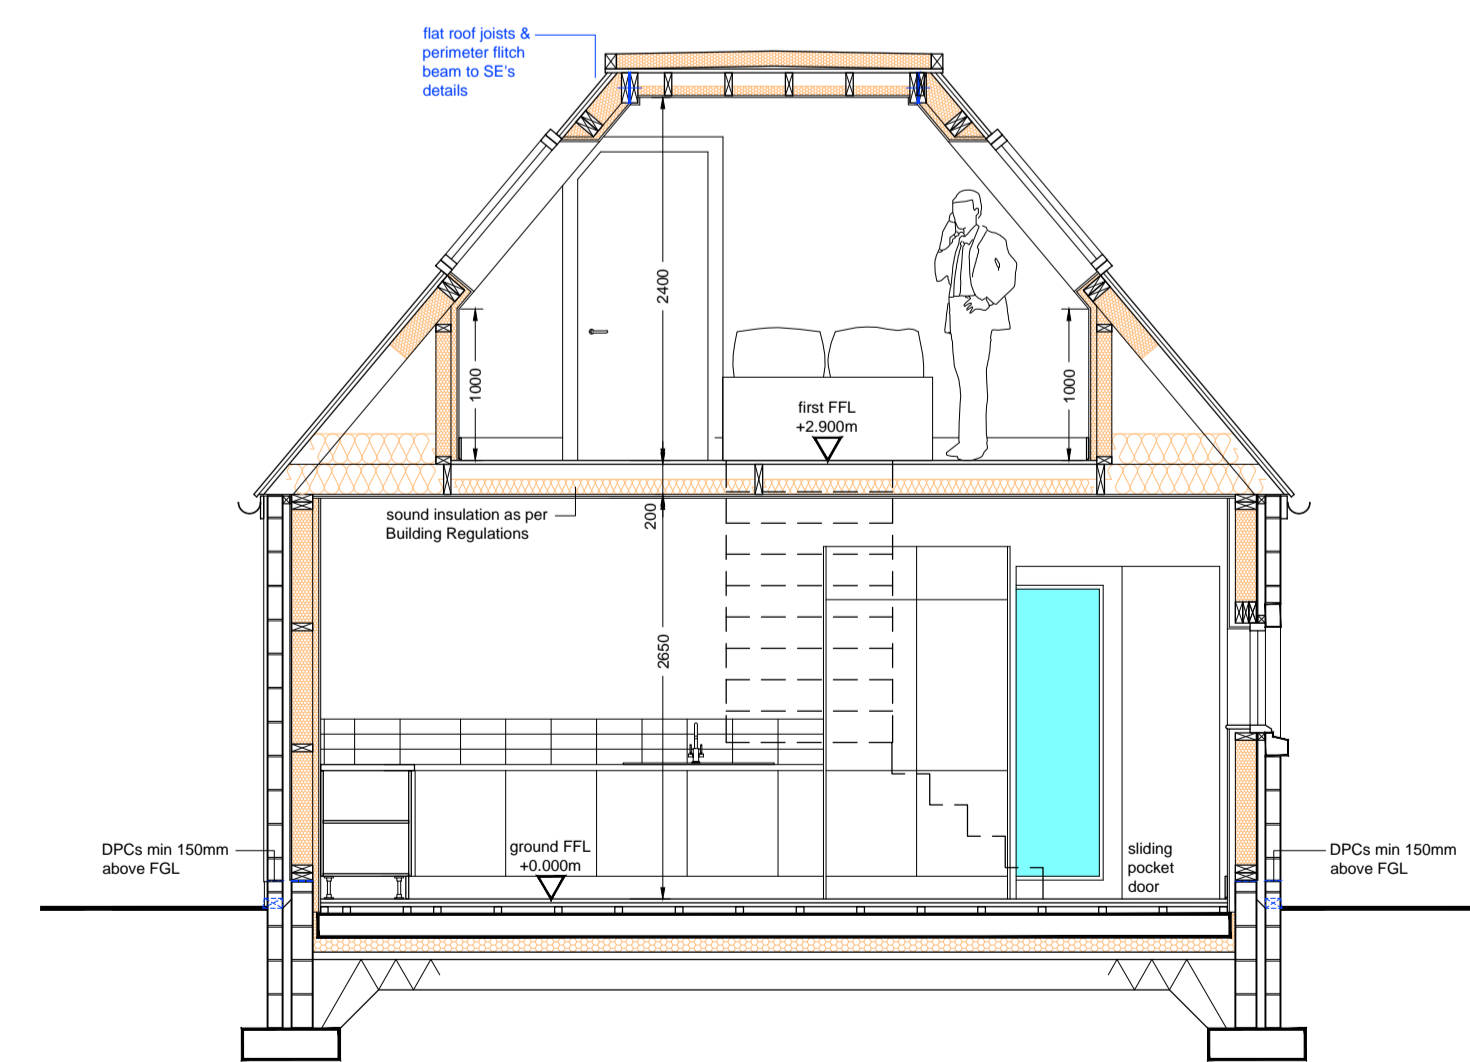 flat roof joists &
perimeter flitch
beam to SE's
details
2400
1000
1000
first FFL
+2.900m
sound insulation as per
Building Regulations
200
2650
ground FFL
+0.000m
DPCs min 150mm
above FGL
sliding
pocket
door
DPCs min 150mm
above FGL